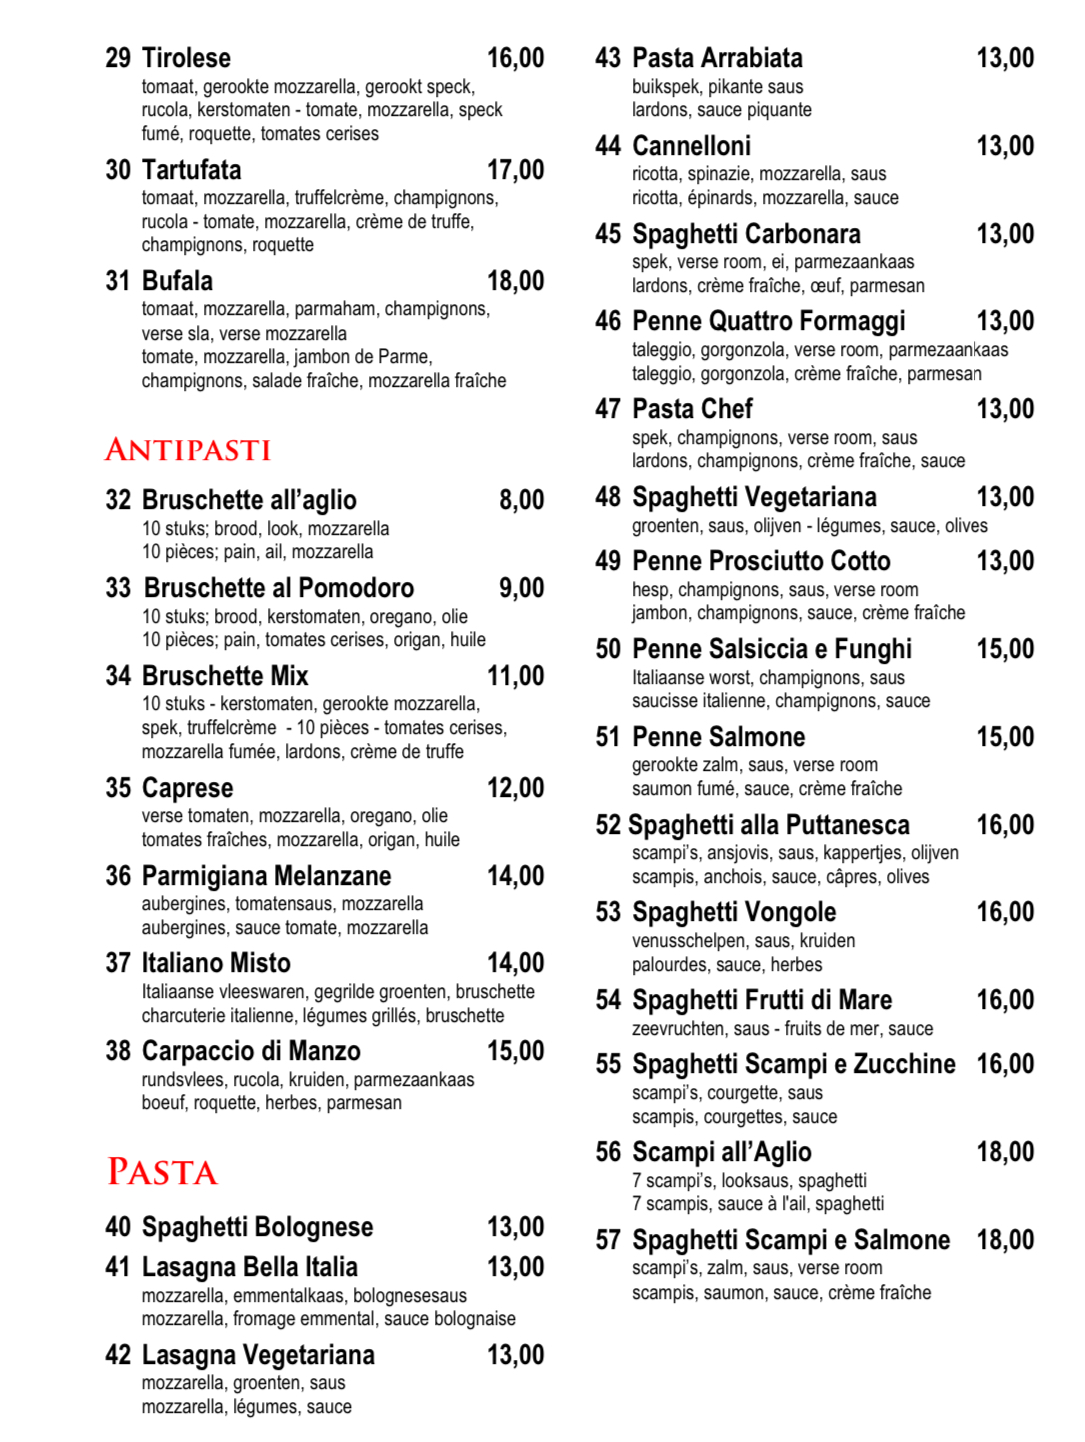 29 Tirolese 16,00
tomaat, gerookte mozzarella, gerookt speck,
rucola, kerstomaten - tomate, mozzarella, speck
fumé, roquette, tomates cerises
30 Tartufata 17,00
tomaat, mozzarella, truffelcrème, champignons,
rucola - tomate, mozzarella, crème de truffe,
champignons, roquette
31 Bufala 18,00
tomaat, mozzarella, parmaham, champignons,
verse sla, verse mozzarella
tomate, mozzarella, jambon de Parme,
champignons, salade fraîche, mozzarella fraîche
Antipasti
32 Bruschette all’aglio 8,00
10 stuks; brood, look, mozzarella
10 pièces; pain, ail, mozzarella
33 Bruschette al Pomodoro 9,00
10 stuks; brood, kerstomaten, oregano, olie
10 pièces; pain, tomates cerises, origan, huile
34 Bruschette Mix 11,00
10 stuks - kerstomaten, gerookte mozzarella,
spek, truffelcrème - 10 pièces - tomates cerises,
mozzarella fumée, lardons, crème de truffe
35 Caprese 12,00
verse tomaten, mozzarella, oregano, olie
tomates fraîches, mozzarella, origan, huile
36 Parmigiana Melanzane 14,00
aubergines, tomatensaus, mozzarella
aubergines, sauce tomate, mozzarella
37 Italiano Misto 14,00
Italiaanse vleeswaren, gegrilde groenten, bruschette
charcuterie italienne, légumes grillés, bruschette
38 Carpaccio di Manzo 15,00
rundsvlees, rucola, kruiden, parmezaankaas
boeuf, roquette, herbes, parmesan
Pasta
40 Spaghetti Bolognese 13,00
41 Lasagna Bella Italia 13,00
mozzarella, emmentalkaas, bolognesesaus
mozzarella, fromage emmental, sauce bolognaise
42 Lasagna Vegetariana 13,00
mozzarella, groenten, saus
mozzarella, légumes, sauce
43 Pasta Arrabiata 13,00
buikspek, pikante saus
lardons, sauce piquante
44 Cannelloni 13,00
ricotta, spinazie, mozzarella, saus
ricotta, épinards, mozzarella, sauce
45 Spaghetti Carbonara 13,00
spek, verse room, ei, parmezaankaas
lardons, crème fraîche, œuf, parmesan
46 Penne Quattro Formaggi 13,00
taleggio, gorgonzola, verse room, parmezaankaas
taleggio, gorgonzola, crème fraîche, parmesan
47 Pasta Chef 13,00
spek, champignons, verse room, saus
lardons, champignons, crème fraîche, sauce
48 Spaghetti Vegetariana 13,00
groenten, saus, olijven - légumes, sauce, olives
49 Penne Prosciutto Cotto 13,00
hesp, champignons, saus, verse room
jambon, champignons, sauce, crème fraîche
50 Penne Salsiccia e Funghi 15,00
Italiaanse worst, champignons, saus
saucisse italienne, champignons, sauce
51 Penne Salmone 15,00
gerookte zalm, saus, verse room
saumon fumé, sauce, crème fraîche
52 Spaghetti alla Puttanesca 16,00
scampi’s, ansjovis, saus, kappertjes, olijven
scampis, anchois, sauce, câpres, olives
53 Spaghetti Vongole 16,00
venusschelpen, saus, kruiden
palourdes, sauce, herbes
54 Spaghetti Frutti di Mare 16,00
zeevruchten, saus - fruits de mer, sauce
55 Spaghetti Scampi e Zucchine 16,00
scampi’s, courgette, saus
scampis, courgettes, sauce
56 Scampi all’Aglio 18,00
7 scampi’s, looksaus, spaghetti
7 scampis, sauce à l'ail, spaghetti
57 Spaghetti Scampi e Salmone 18,00
scampi’s, zalm, saus, verse room
scampis, saumon, sauce, crème fraîche